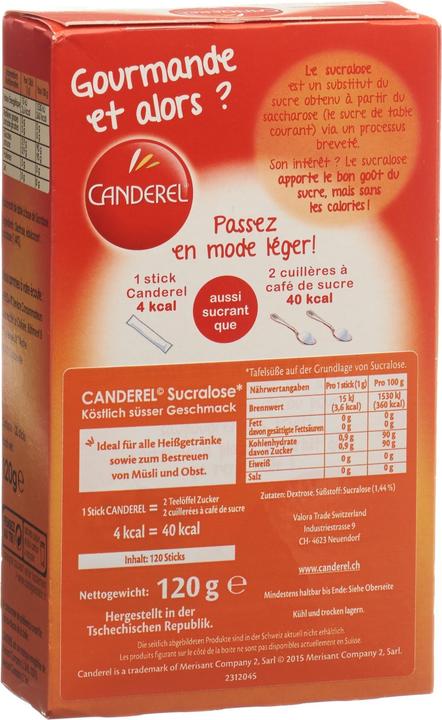 Gourmande
et alors ?
CANDEREL
Le sucralose
est un substitut du
sucre obtenu à partir du
saccharose (le sucre de table
courant) via un processus
breveté.
Son intérêt ? Le sucralose
apporte le bon goût du
sucre, mais sans
les calories !
Passez
en mode léger!
1 stick
Canderel
4 kcal
aussi
sucrant
que
2 cuillères à
café de sucre
40 kcal
*Tafelsüße auf der Grundlage von Sucralose.
CANDEREL© Sucralose*
Köstlich süsser Geschmack
Ideal für alle Heißgetränke
sowie zum Bestreuen
von Müsli und Obst.
1 Stick CANDEREL = 2 Teelöffel Zucker
2 cuillerées à café de sucre
4 kcal = 40 kcal
Inhalt: 120 Sticks
Nettogewicht: 120 g e
Hergestellt in der
Tschechischen Republik.
Nährwertangaben Pro 1 stick (1 g) Pro 100 g
Brennwert 15 kJ (3,6 kcal) 1530 kJ (360 kcal)
Fett 0 g 0 g
davon gesättigte Fettsäuren 0 g 0 g
Kohlenhydrate 0,9 g 90 g
davon Zucker 0,9 g 90 g
Eiweiß 0 g 0 g
Salz 0 g 0 g
Zutaten: Dextrose, Süßstoff: Sucralose (1,44 %)
Valora Trade Switzerland
Industriestrasse 9
CH- 4623 Neuendorf
www.canderel.ch
Mindestens haltbar bis Ende: Siehe Oberseite
Kühl und trocken lagern.
Die seitlich abgebildeten Produkte sind in der Schweiz aktuell nicht erhältlich.
Les produits figurant sur le côté de la boite ne sont pas disponibles actuellement en Suisse.
Canderel is a trademark of Merisant Company 2, Sarl © 2015 Merisant Company 2, Sarl.
2312045